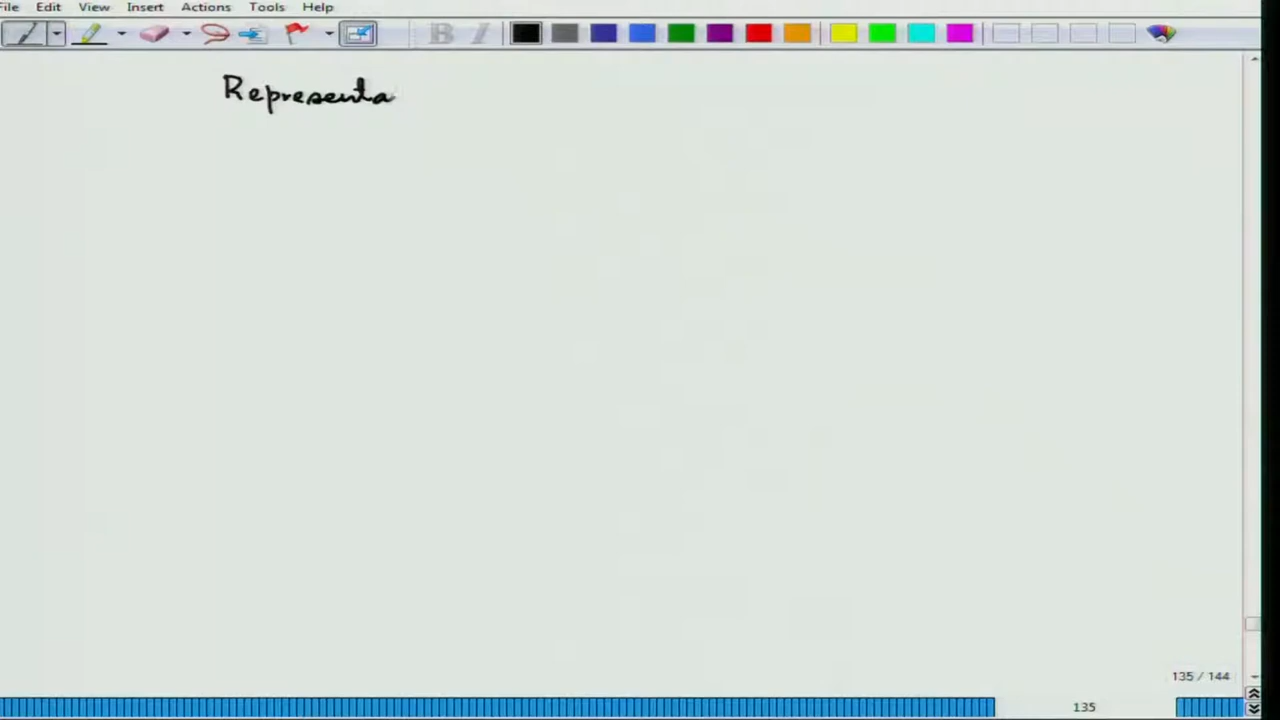 File Edit View Insert Actions Tools Help
B I
Representa
135 / 144
135